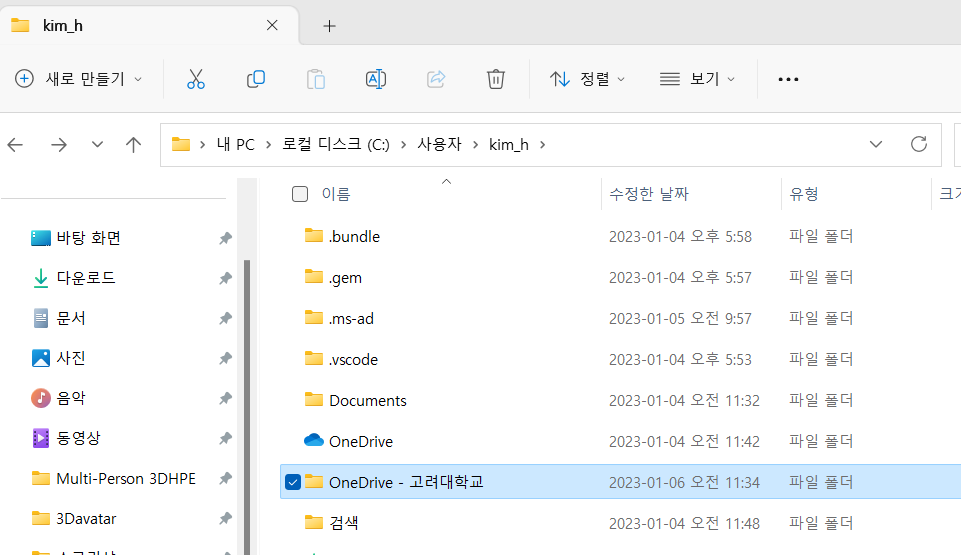 kim_h
새로 만들기
정렬
보기
내 PC > 로컬 디스크 (C:) > 사용자 > kim_h >
이름 수정한 날짜 유형
바탕 화면
다운로드
문서
사진
음악
동영상
Multi-Person 3DHPE
3Davatar
.bundle 2023-01-04 오후 5:58 파일 폴더
.gem 2023-01-04 오후 5:57 파일 폴더
.ms-ad 2023-01-05 오전 9:57 파일 폴더
.vscode 2023-01-04 오후 5:53 파일 폴더
Documents 2023-01-04 오전 11:32 파일 폴더
OneDrive 2023-01-04 오전 11:42 파일 폴더
OneDrive - 고려대학교 2023-01-06 오전 11:34 파일 폴더
검색 2023-01-04 오전 11:48 파일 폴더